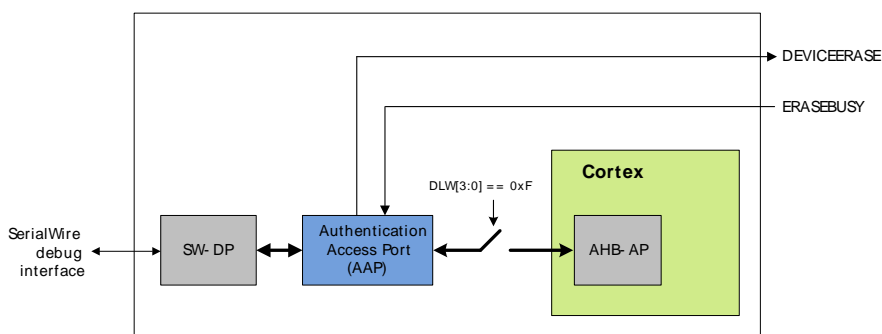 DEVICEERASE
ERASEBUSY
Cortex
DLW[3:0] == 0xF
SerialWire
debug
interface
SW-DP
Authentication
Access Port
(AAP)
AHB-AP